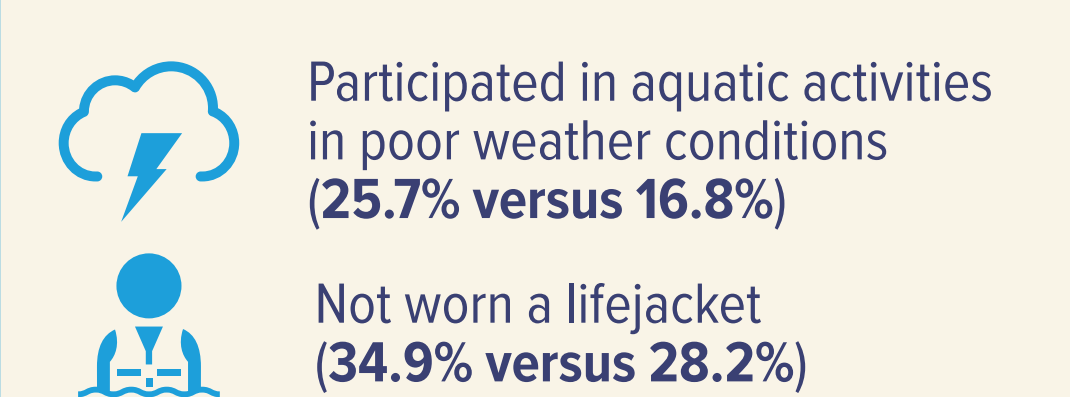 Participated in aquatic activities
in poor weather conditions
(25.7% versus 16.8%)
Not worn a lifejacket
(34.9% versus 28.2%)